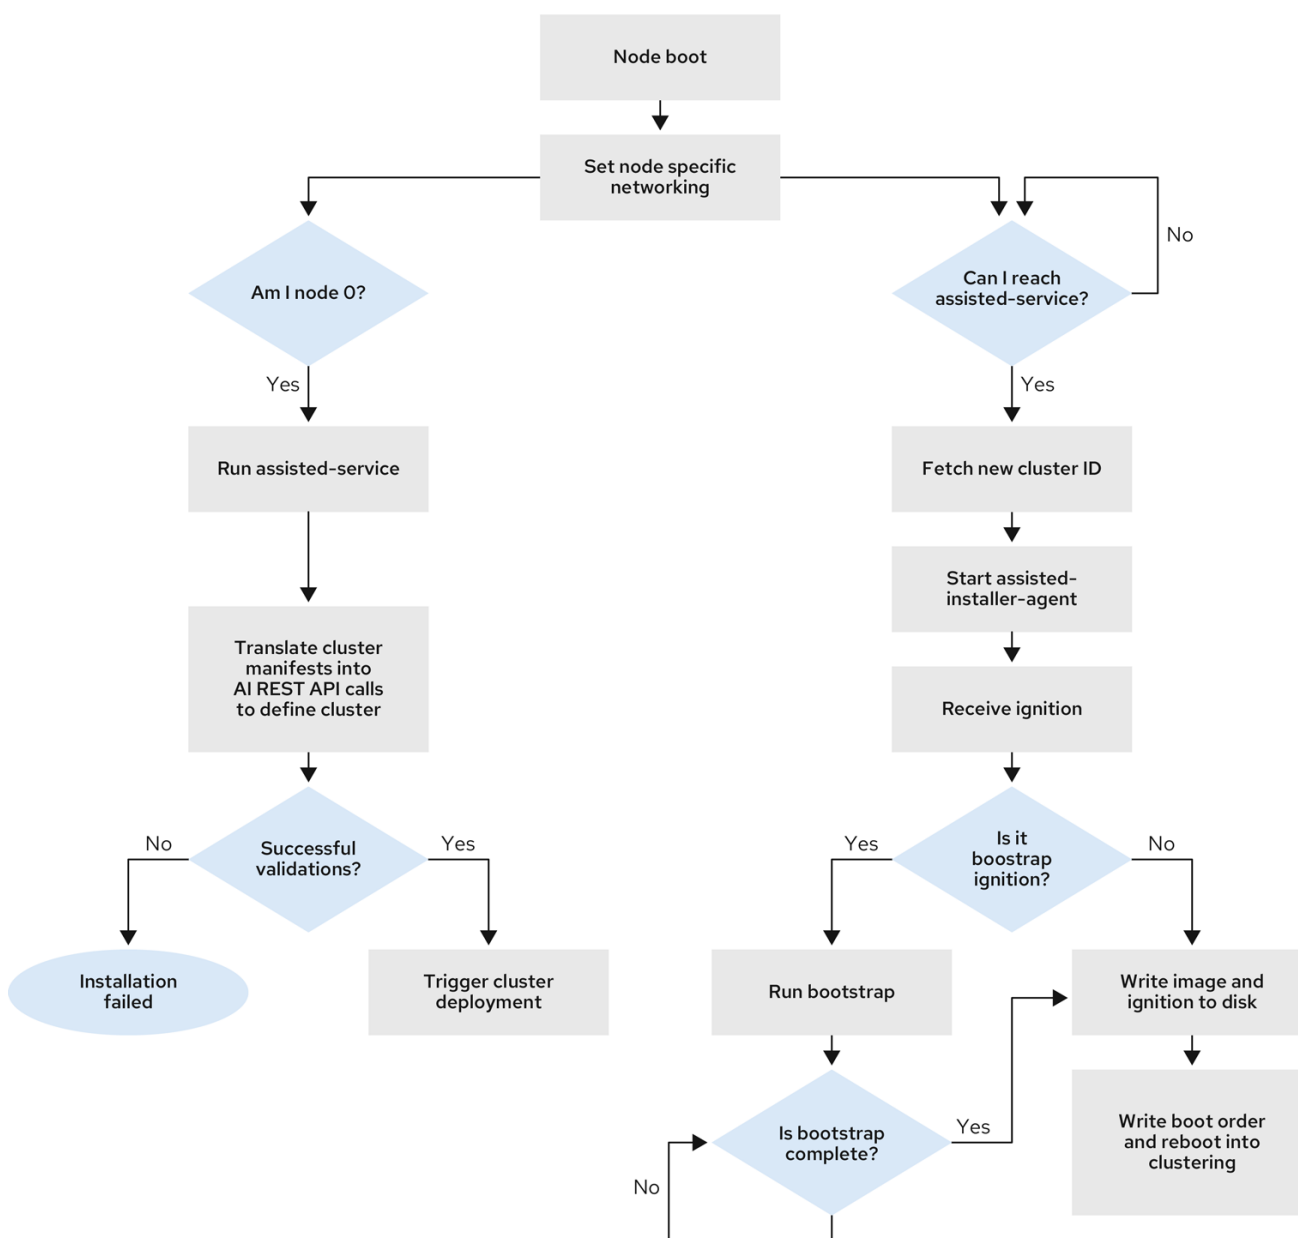 Node boot
Set node specific
networking
No
Am I node 0?
Can I reach
assisted-service?
Yes
Yes
Run assisted-service
Fetch new cluster ID
Start assisted-
installer-agent
Translate cluster
manifests into
AI REST API calls
to define cluster
Receive ignition
No
Successful
validations?
Yes
Yes
Is it
boostrap
ignition?
No
Installation
failed
Trigger cluster
deployment
Run bootstrap
Write image and
ignition to disk
Is bootstrap
complete?
Yes
Write boot order
and reboot into
clustering
No